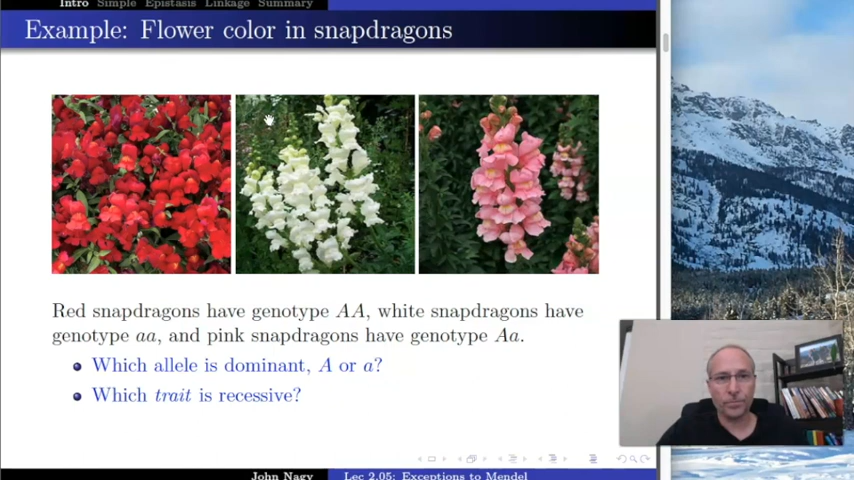 Intro Simple Epistasis Linkage Summary
Example: Flower color in snapdragons
Red snapdragons have genotype AA, white snapdragons have
genotype aa, and pink snapdragons have genotype Aa.
Which allele is dominant, A or a?
Which trait is recessive?
John Nagy Lec 2.05: Exceptions to Mendel